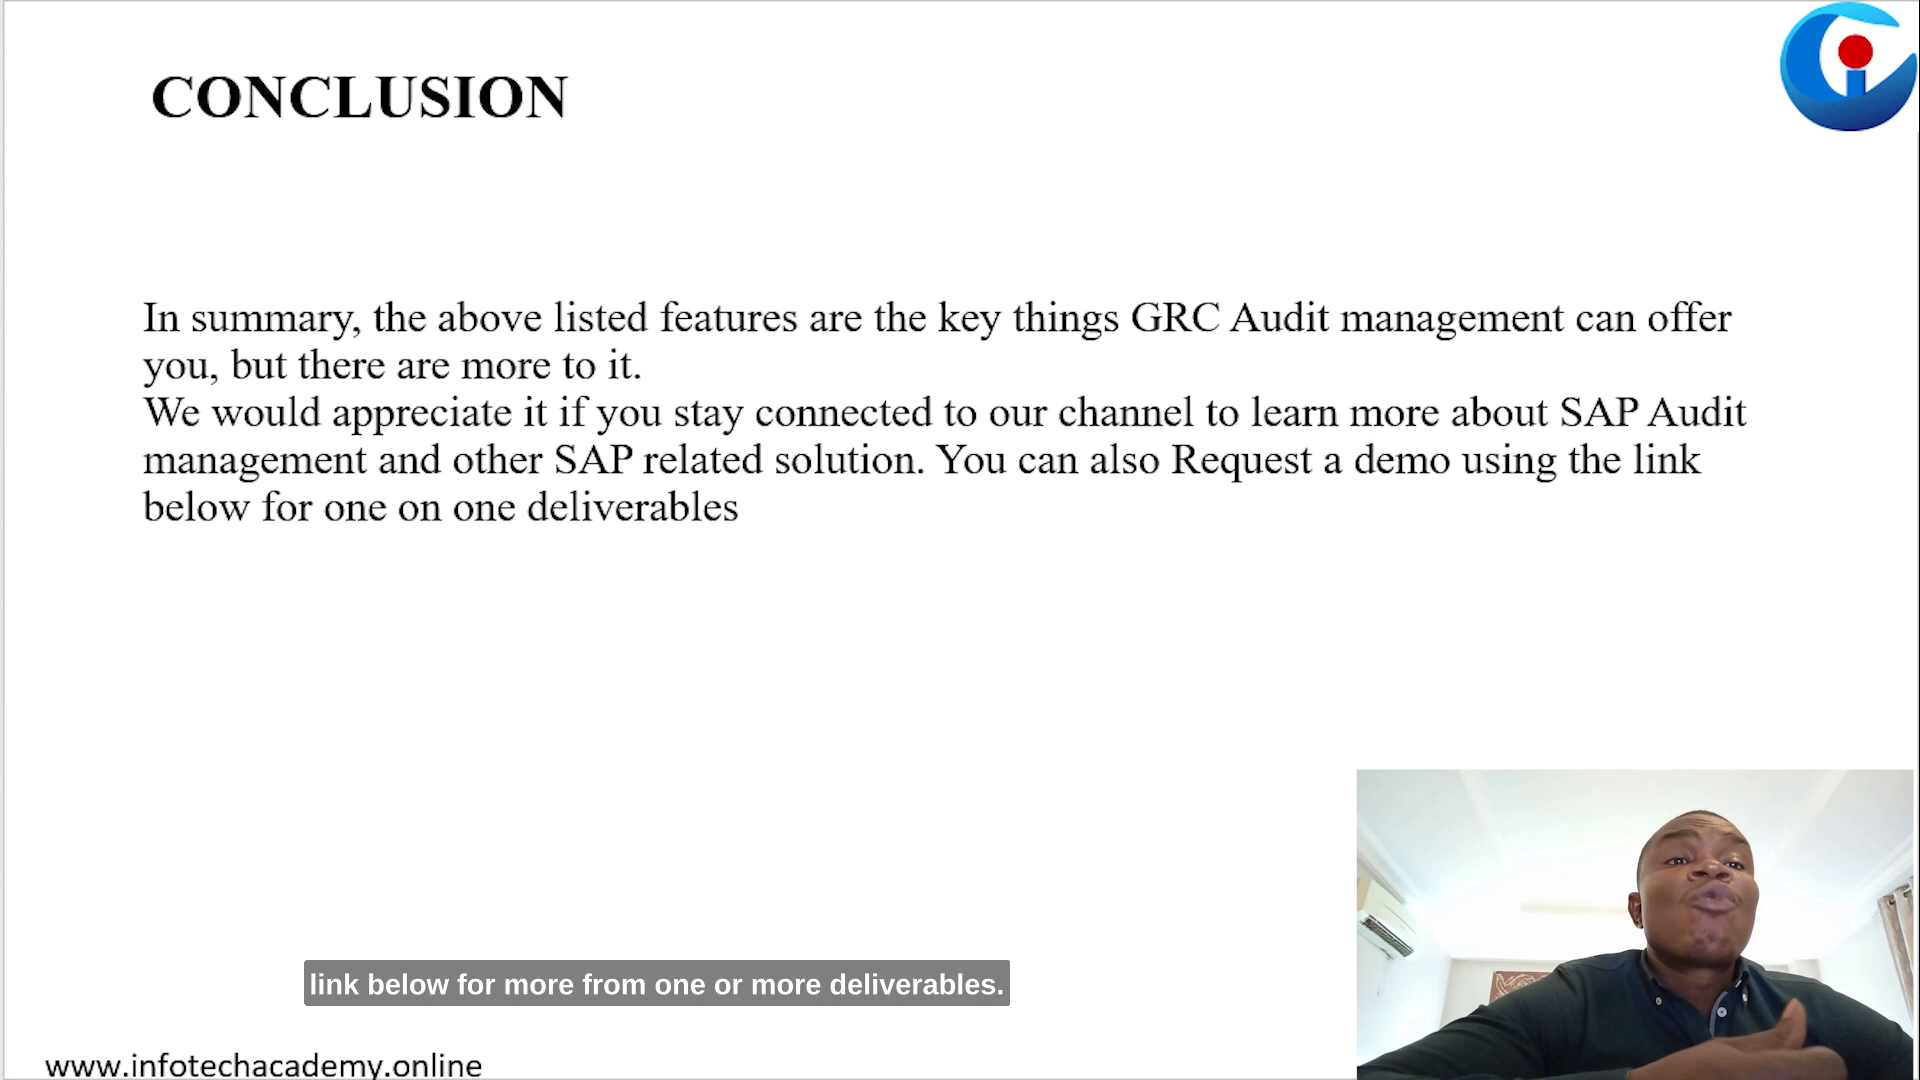 CONCLUSION
In summary, the above listed features are the key things GRC Audit management can offer
you, but there are more to it.
We would appreciate it if you stay connected to our channel to learn more about SAP Audit
management and other SAP related solution. You can also Request a demo using the link
below for one on one deliverables
link below for more from one or more deliverables.
www.infotechacademy.online